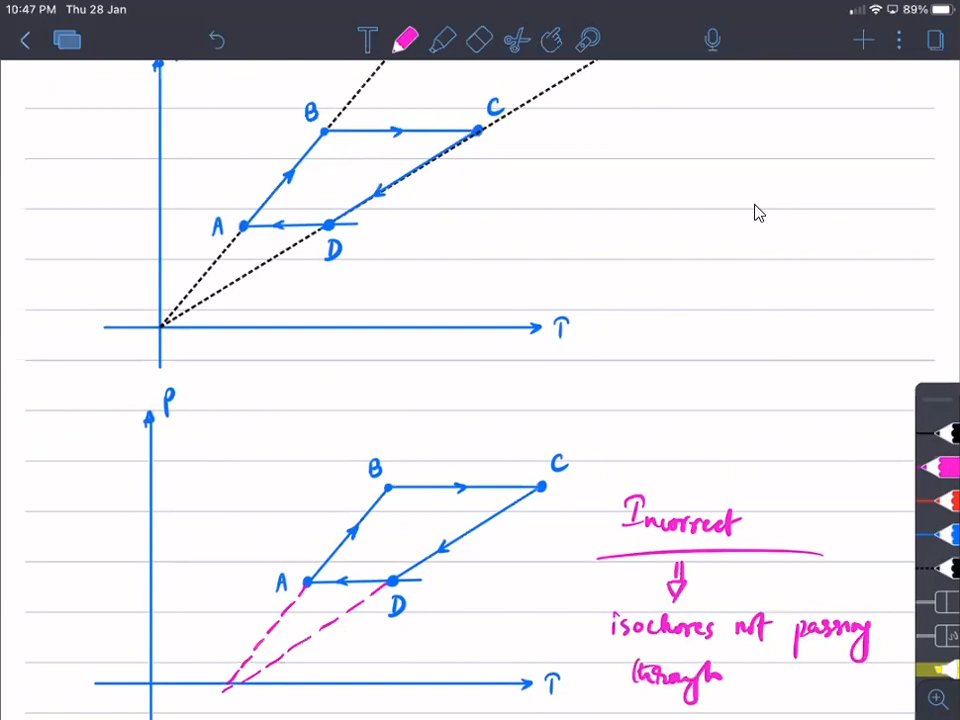 10:47 PM Thu 28 Jan
89%
T
B
C
A
D
T
P
B
C
A
D
T
Incorrect
isochores not passing
through